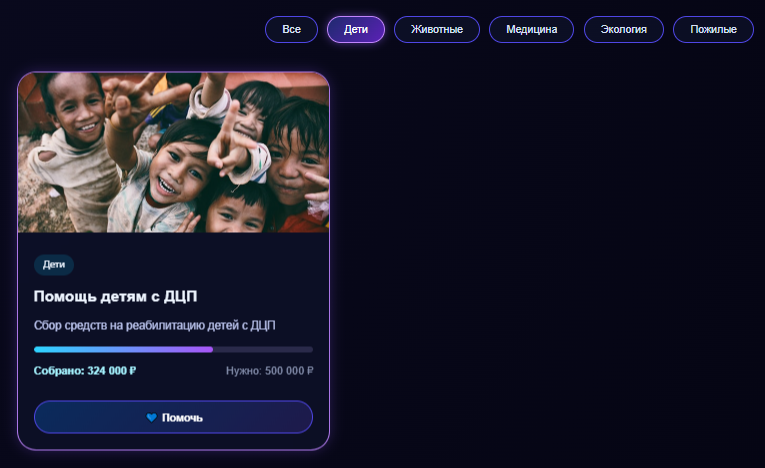 Все Дети Животные Медицина Экология Пожилые
Дети
Помощь детям с ДЦП
Сбор средств на реабилитацию детей с ДЦП
Собрано: 324 000 ₽ Нужно: 500 000 ₽
💙 Помочь